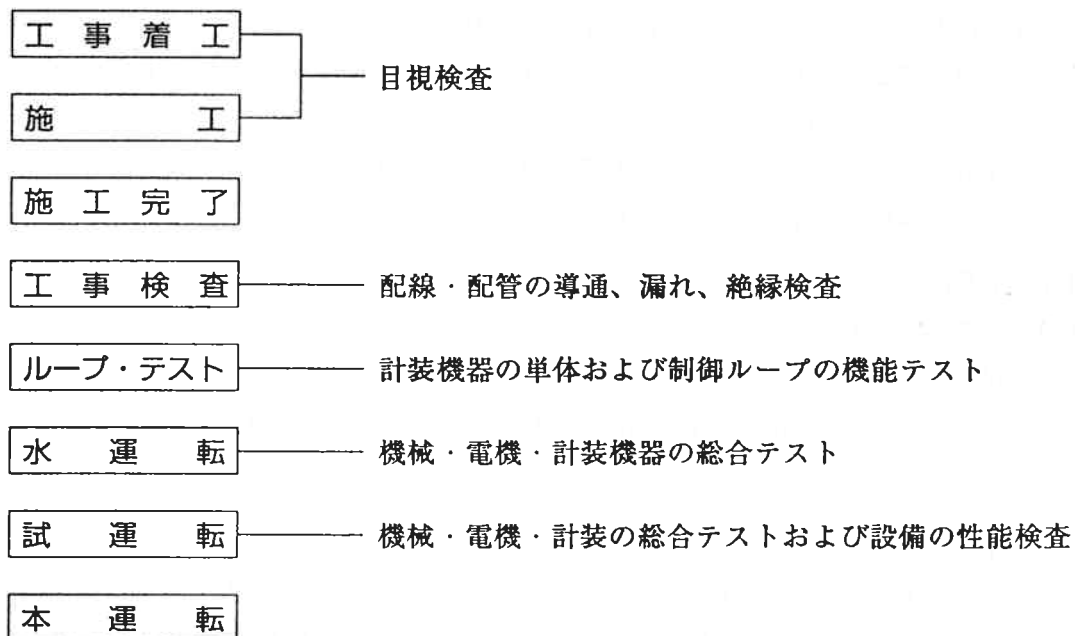 工事着工
目視検査
施工
施工完了
工事検査 配線・配管の導通、漏れ、絶縁検査
ループ・テスト 計装機器の単体および制御ループの機能テスト
水運転 機械・電機・計装機器の総合テスト
試運転 機械・電機・計装の総合テストおよび設備の性能検査
本運転